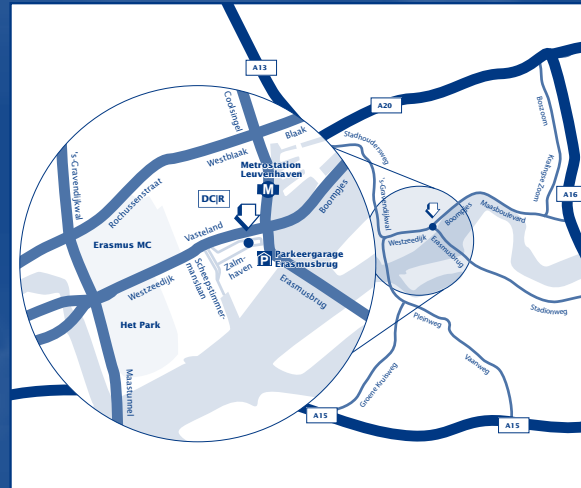 A13
A20
Coolsingel
Blaak
Stadhoudersweg
Boszoom
's-Gravendijkwal
Westblaak
Metrostation
Leuvenhaven
M
's-Gravendijkwal
Kralingse Zoom
A16
Rochussenstraat
DC|R
Boompjes
Boompjes
Maasboulevard
Vasteland
Erasmus MC
Westzeedijk
Erasmusbrug
Zalm-
haven
P
Parkeergarage
Erasmusbrug
Scheepstimmer-
manslaan
Westzeedijk
Erasmusbrug
Stadionweg
Het Park
Pleinweg
Vaanweg
Maastunnel
Groene Kruisweg
A15
A15